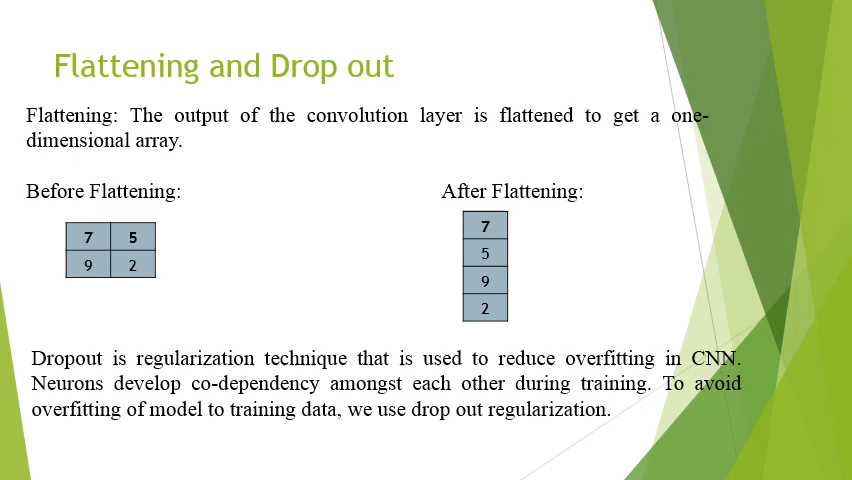 Flattening and Drop out
Flattening: The output of the convolution layer is flattened to get a one-
dimensional array.
Before Flattening:
7 5
9 2
After Flattening:
7
5
9
2
Dropout is regularization technique that is used to reduce overfitting in CNN.
Neurons develop co-dependency amongst each other during training. To avoid
overfitting of model to training data, we use drop out regularization.